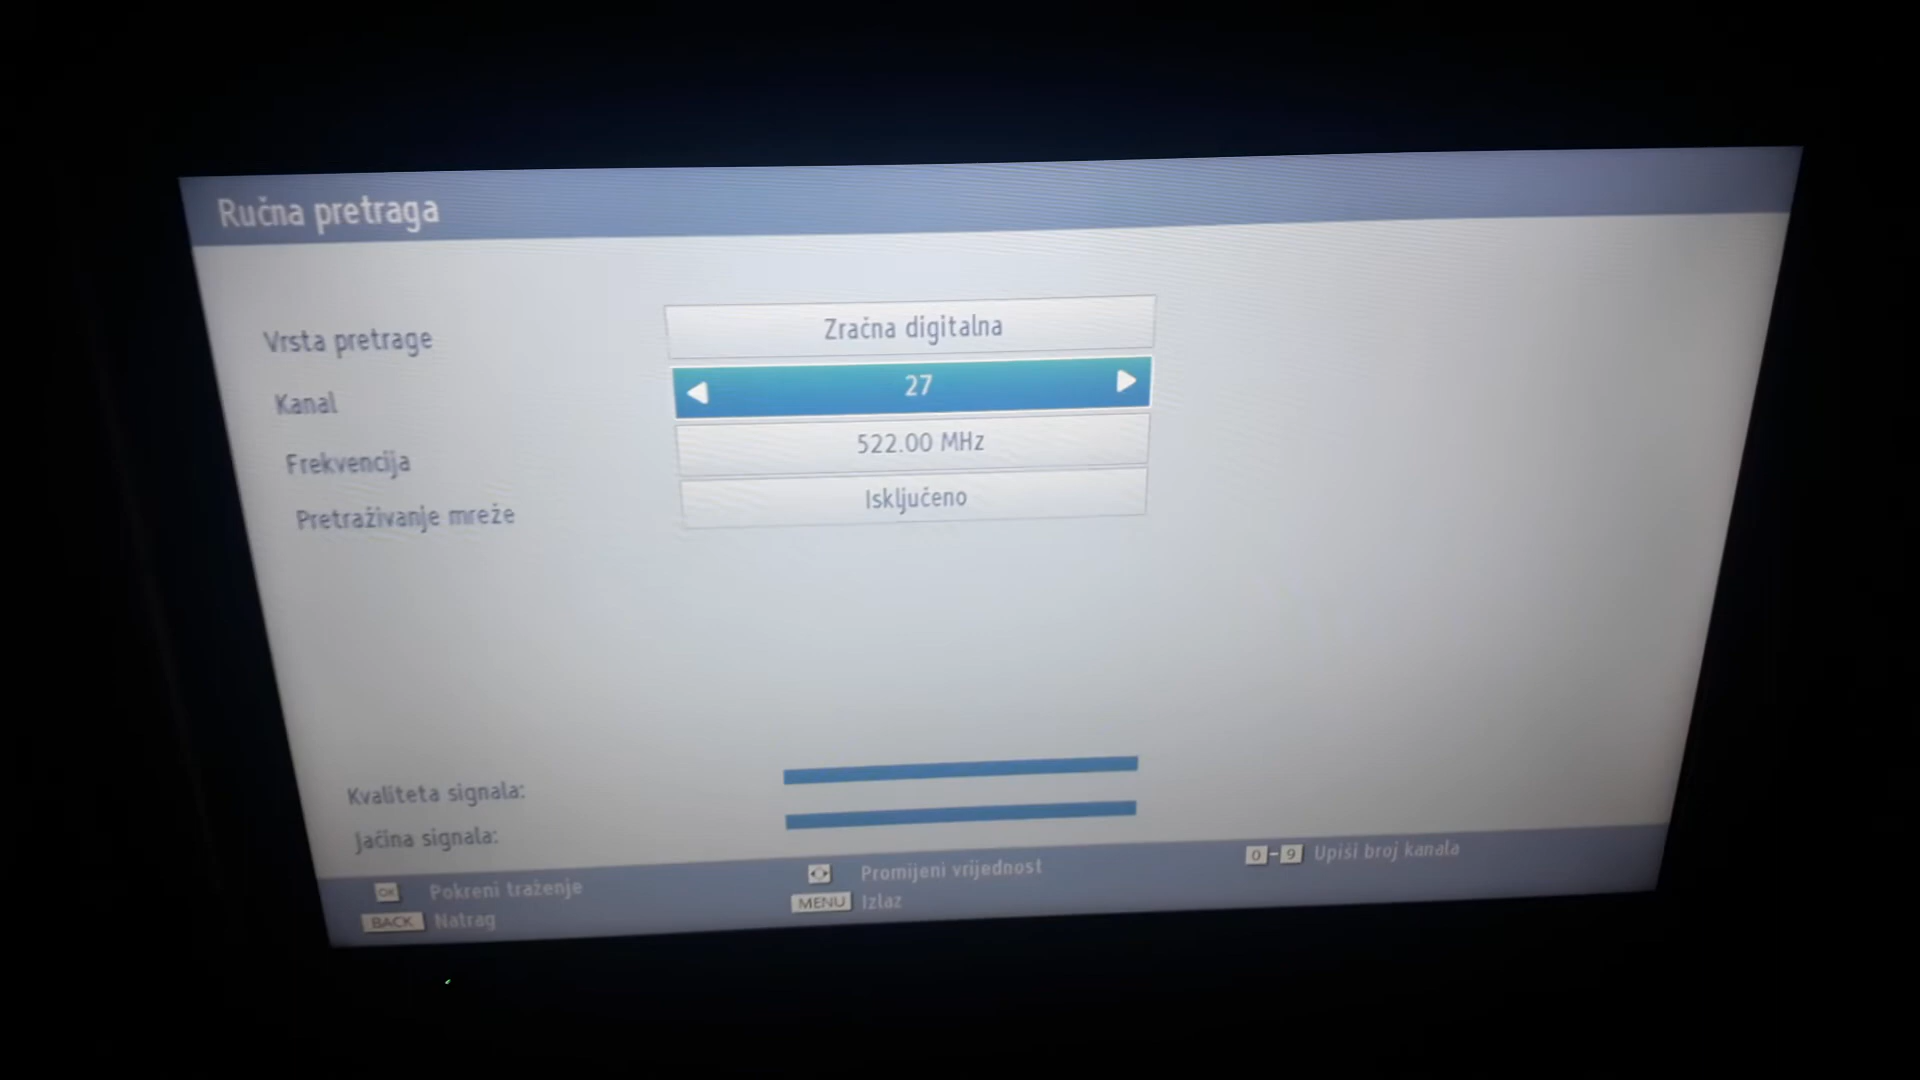 Ručna pretraga
Vrsta pretrage Zračna digitalna
Kanal 27
Frekvencija 522.00 MHz
Pretraživanje mreže Isključeno
Kvaliteta signala:
Jačina signala:
OK Pokreni traženje Promijeni vrijednost 0-9 Upiši broj kanala
BACK Natrag MENU Izlaz